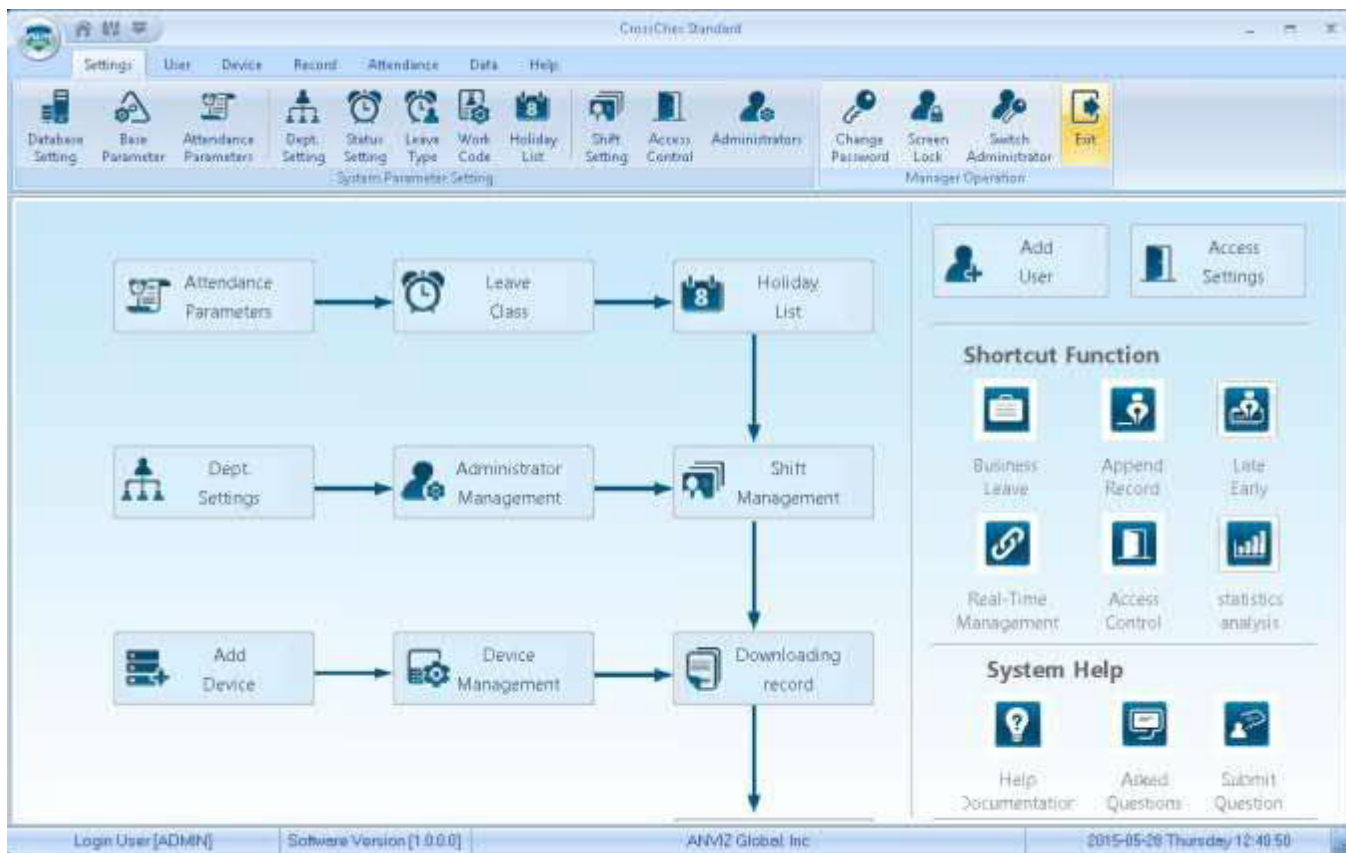 CrossChex Standard
Settings User Device Record Attendance Data Help
Database Setting
Base Parameter
Attendance Parameters
Dept. Setting
Status Setting
Leave Type
Work Code
Holiday List
Shift Setting
Access Control
Administrators
Change Password
Screen Lock
Switch Administrator
Exit
System Parameter Setting
Manager Operation
Attendance
Parameters
Leave
Class
8
Holiday
List
Dept.
Settings
Administrator
Management
Shift
Management
Add
Device
Device
Management
Downloading
record
Add
User
Access
Settings
Shortcut Function
Business
Leave
Append
Record
Late
Early
Real-Time
Management
Access
Control
statistics
analysis
System Help
Help
Documentation
Asked
Questions
Submit
Question
Login User [ADMIN]
Software Version [1.0.0.0]
ANVIZ Global. Inc
2015-05-28 Thursday 12:40:50